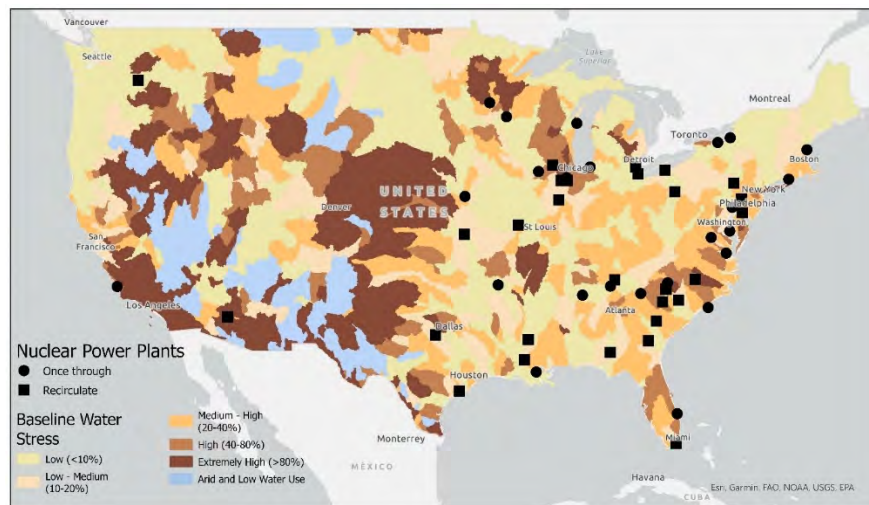 Vancouver
Seattle
Lake
Superior
Montreal
Toronto
Boston
Detroit
Chicago
New York
Philadelphia
UNITED
STATES
Denver
Washington
St Louis
San
Francisco
Los Angeles
Atlanta
Dallas
Houston
Monterrey
Miami
MÉXICO
Havana
CUBA
Nuclear Power Plants
Once through
Recirculate
Baseline Water
Stress
Low (<10%)
Low - Medium
(10-20%)
Medium - High
(20-40%)
High (40-80%)
Extremely High (>80%)
Arid and Low Water Use
Esri, Garmin, FAO, NOAA, USGS, EPA